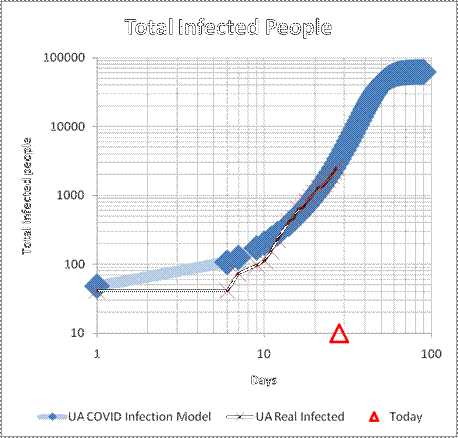 Total Infected People
100000
10000
1000
100
10
Total Infected people
1 10 100
Days
UA COVID Infection Model UA Real Infected Today